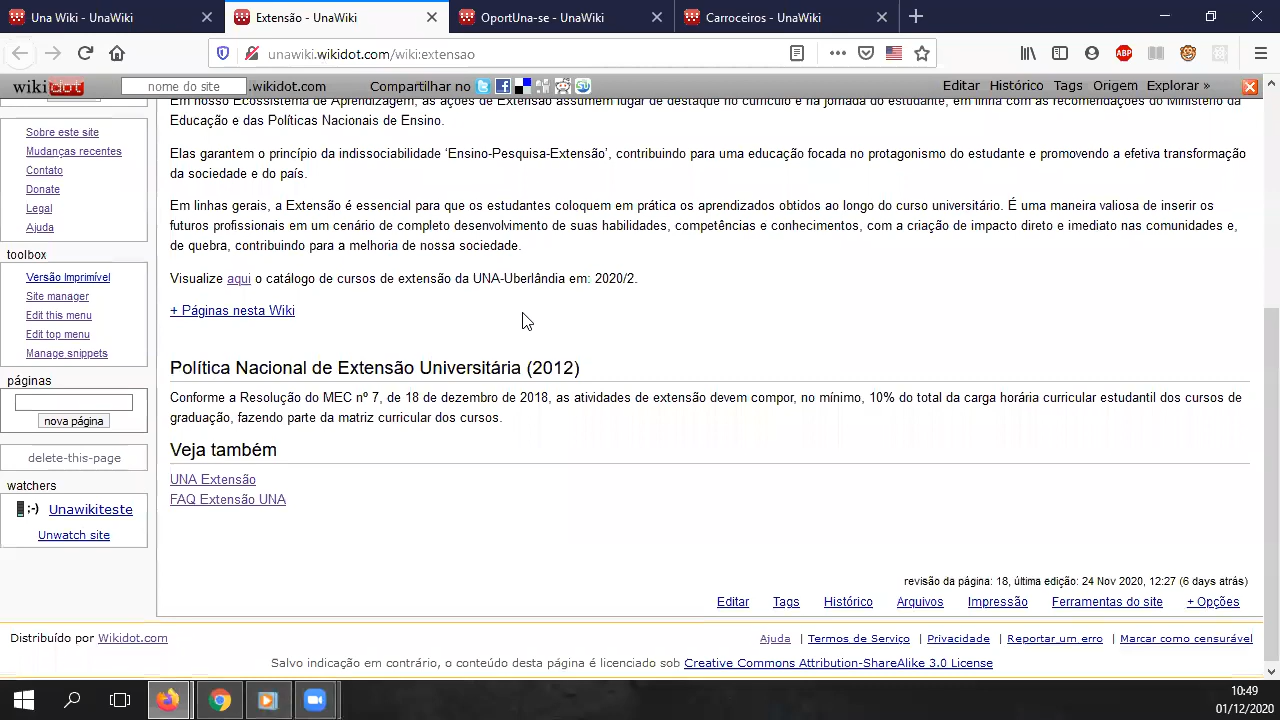 Una Wiki - UnaWiki
Extensão - UnaWiki
OportUna-se - UnaWiki
Carroceiros - UnaWiki
unawiki.wikidot.com/wiki:extensao
ABP
wikidot
nome do site .wikidot.com
Compartilhar no
Editar Histórico Tags Origem Explorar »
Sobre este site
Mudanças recentes
Contato
Donate
Legal
Ajuda
toolbox
Versão Imprimível
Site manager
Edit this menu
Edit top menu
Manage snippets
páginas
nova página
delete-this-page
watchers
;-) Unawikiteste
Unwatch site
Em nosso Ecossistema de Aprendizagem, as ações de Extensão assumem lugar de destaque no currículo e na jornada do estudante, em linha com as recomendações do Ministério da
Educação e das Políticas Nacionais de Ensino.
Elas garantem o princípio da indissociabilidade ‘Ensino-Pesquisa-Extensão’, contribuindo para uma educação focada no protagonismo do estudante e promovendo a efetiva transformação
da sociedade e do país.
Em linhas gerais, a Extensão é essencial para que os estudantes coloquem em prática os aprendizados obtidos ao longo do curso universitário. É uma maneira valiosa de inserir os
futuros profissionais em um cenário de completo desenvolvimento de suas habilidades, competências e conhecimentos, com a criação de impacto direto e imediato nas comunidades e,
de quebra, contribuindo para a melhoria de nossa sociedade.
Visualize aqui o catálogo de cursos de extensão da UNA-Uberlândia em: 2020/2.
+ Páginas nesta Wiki
Política Nacional de Extensão Universitária (2012)
Conforme a Resolução do MEC nº 7, de 18 de dezembro de 2018, as atividades de extensão devem compor, no mínimo, 10% do total da carga horária curricular estudantil dos cursos de
graduação, fazendo parte da matriz curricular dos cursos.
Veja também
UNA Extensão
FAQ Extensão UNA
revisão da página: 18, última edição: 24 Nov 2020, 12:27 (6 days atrás)
Editar Tags Histórico Arquivos Impressão Ferramentas do site + Opções
Distribuído por Wikidot.com
Ajuda | Termos de Serviço | Privacidade | Reportar um erro | Marcar como censurável
Salvo indicação em contrário, o conteúdo desta página é licenciado sob Creative Commons Attribution-ShareAlike 3.0 License
10:49
01/12/2020